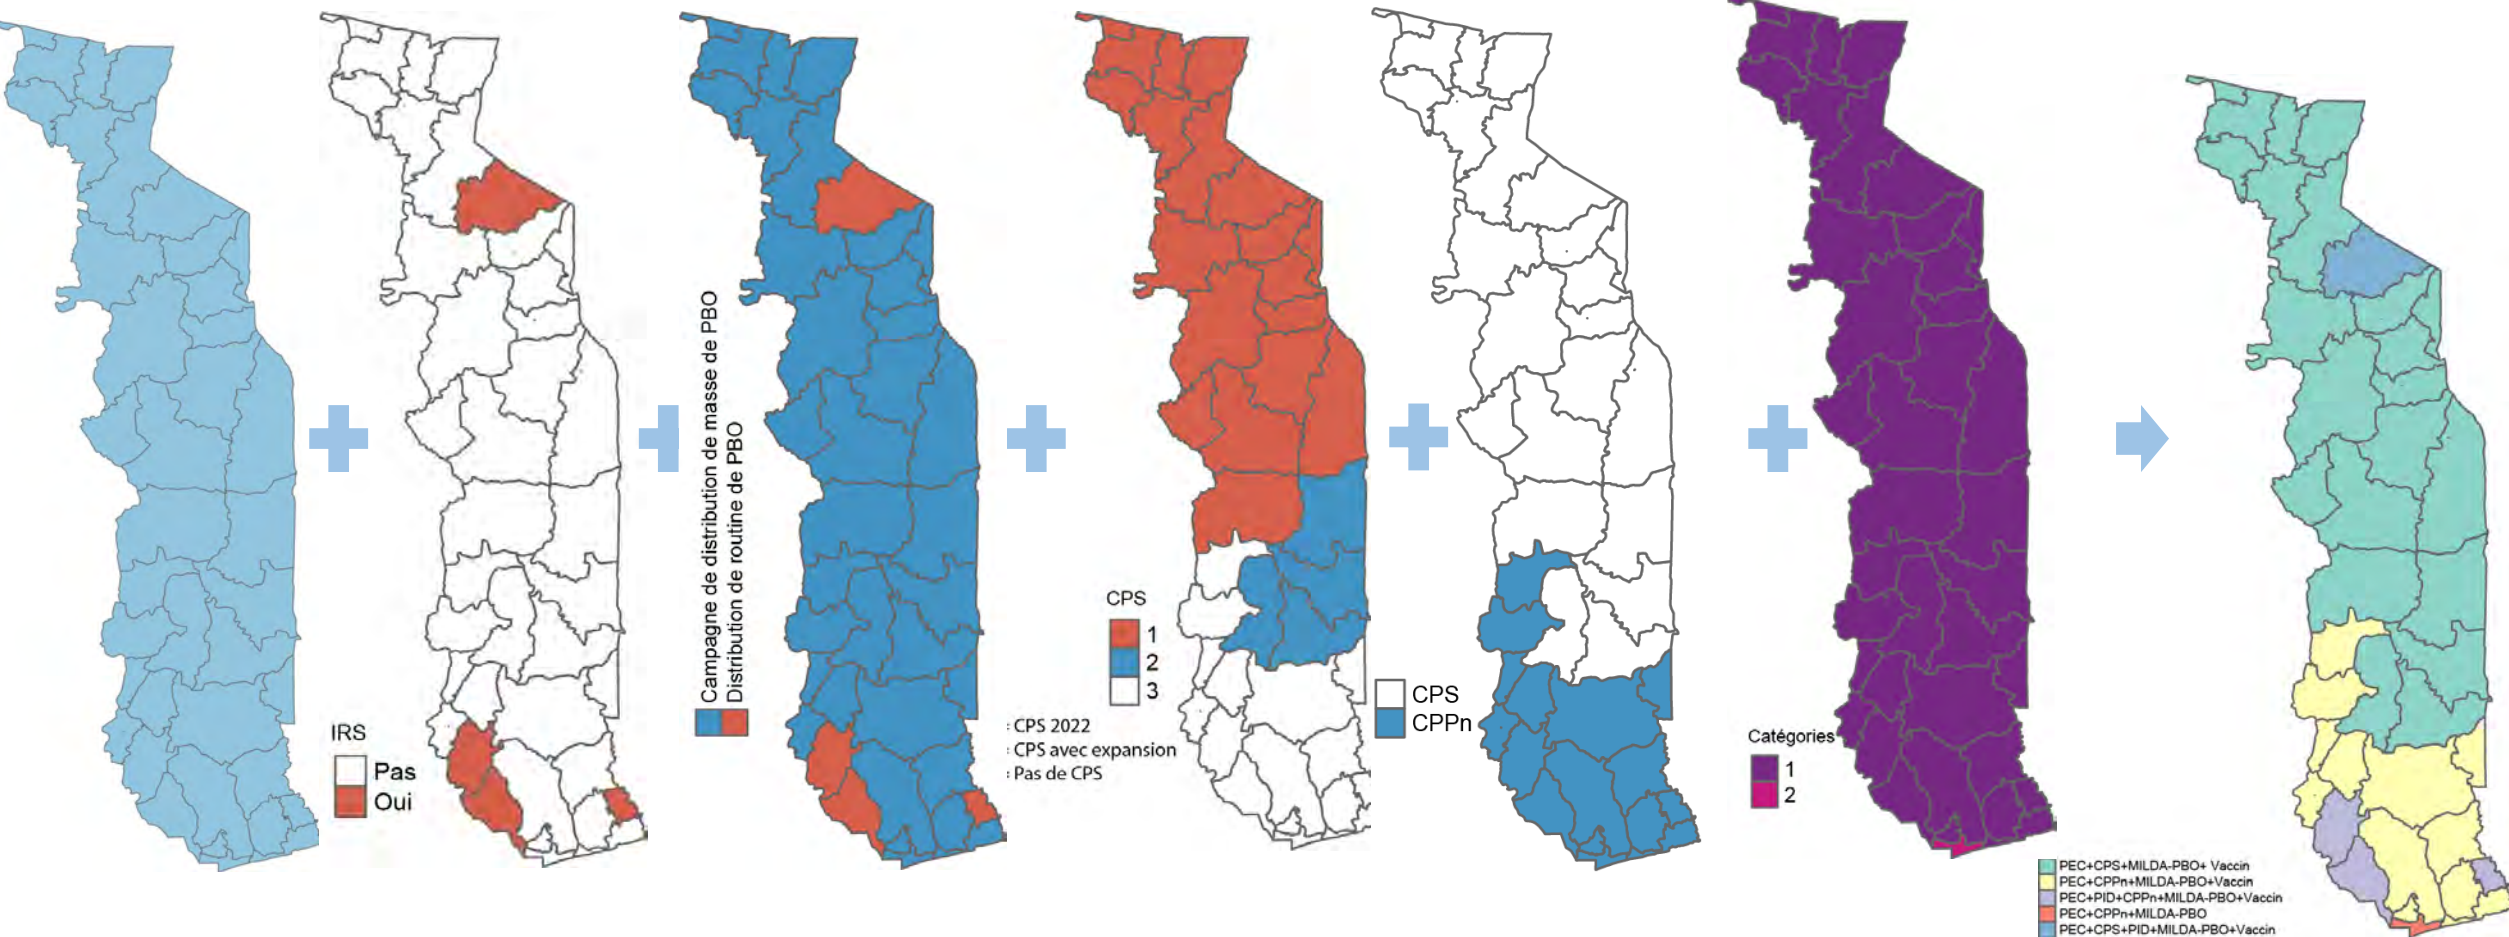 IRS
Pas
Oui
Campagne de distribution de masse de PBO
Distribution de routine de PBO
CPS
1
2
3
: CPS 2022
: CPS avec expansion
: Pas de CPS
CPS
CPPn
Catégories
1
2
PEC+CPS+MILDA-PBO+ Vaccin
PEC+CPPn+MILDA-PBO+Vaccin
PEC+PID+CPPn+MILDA-PBO+Vaccin
PEC+CPPn+MILDA-PBO
PEC+CPS+PID+MILDA-PBO+Vaccin